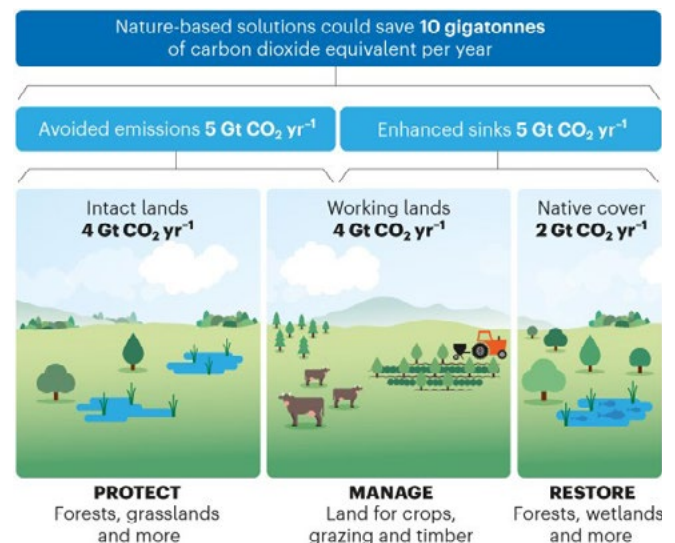 Nature-based solutions could save 10 gigatonnes
of carbon dioxide equivalent per year
Avoided emissions 5 Gt CO₂ yr⁻¹
Enhanced sinks 5 Gt CO₂ yr⁻¹
Intact lands
4 Gt CO₂ yr⁻¹
Working lands
4 Gt CO₂ yr⁻¹
Native cover
2 Gt CO₂ yr⁻¹
PROTECT
Forests, grasslands
and more
MANAGE
Land for crops,
grazing and timber
RESTORE
Forests, wetlands
and more